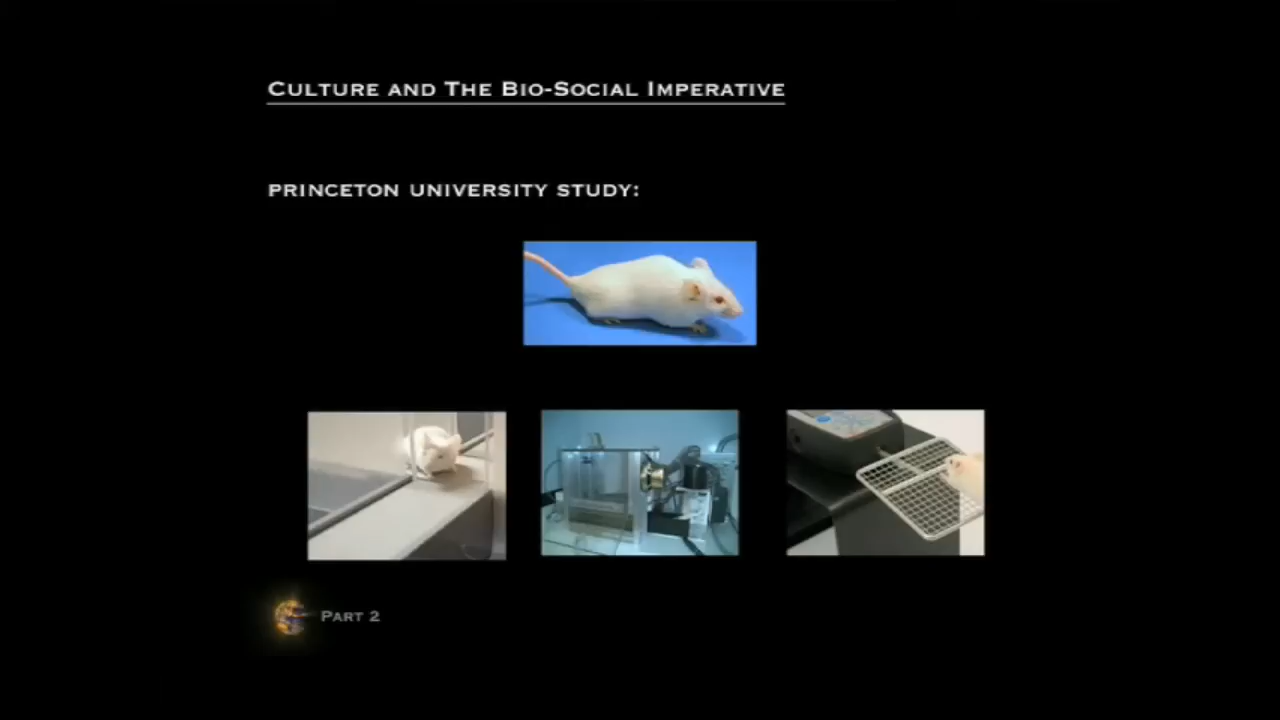 Culture and The Bio-Social Imperative
Princeton University Study:
Part 2